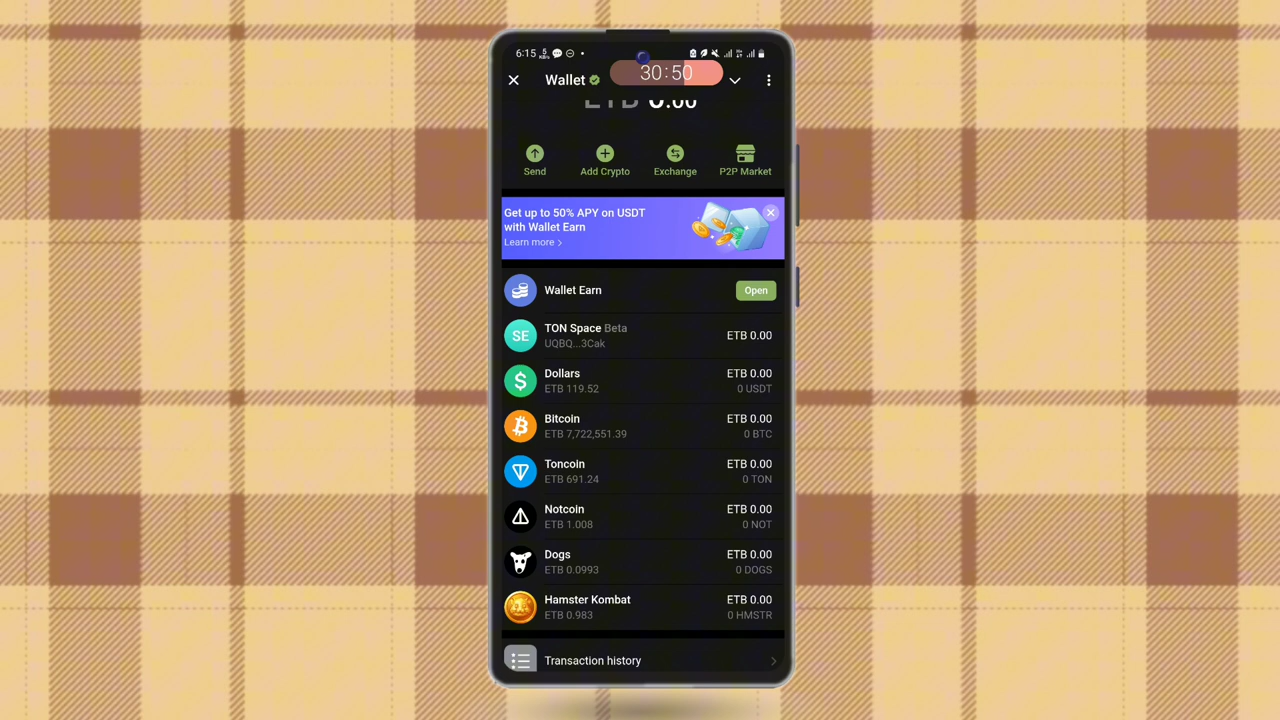 6:15
30:50
Wallet
ETB 0.00
Send
Add Crypto
Exchange
P2P Market
Get up to 50% APY on USDT
with Wallet Earn
Learn more >
Wallet Earn
Open
SE
TON Space Beta
ETB 0.00
UQBQ...3Cak
Dollars
ETB 0.00
ETB 119.52
0 USDT
Bitcoin
ETB 0.00
ETB 7,722,551.39
0 BTC
Toncoin
ETB 0.00
ETB 691.24
0 TON
Notcoin
ETB 0.00
ETB 1.008
0 NOT
Dogs
ETB 0.00
ETB 0.0993
0 DOGS
Hamster Kombat
ETB 0.00
ETB 0.983
0 HMSTR
Transaction history